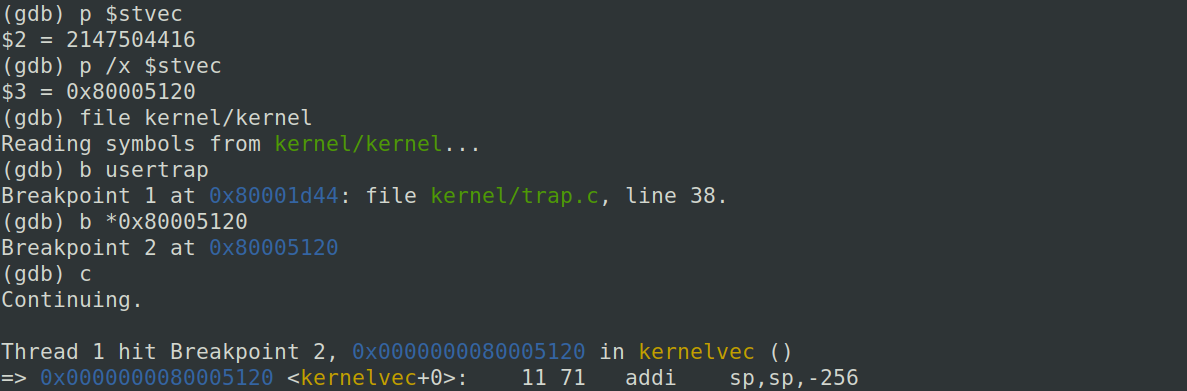 (gdb) p $stvec
$2 = 2147504416
(gdb) p /x $stvec
$3 = 0x80005120
(gdb) file kernel/kernel
Reading symbols from kernel/kernel...
(gdb) b usertrap
Breakpoint 1 at 0x80001d44: file kernel/trap.c, line 38.
(gdb) b *0x80005120
Breakpoint 2 at 0x80005120
(gdb) c
Continuing.
Thread 1 hit Breakpoint 2, 0x0000000080005120 in kernelvec ()
=> 0x0000000080005120 <kernelvec+0>:    11 71   addi    sp,sp,-256